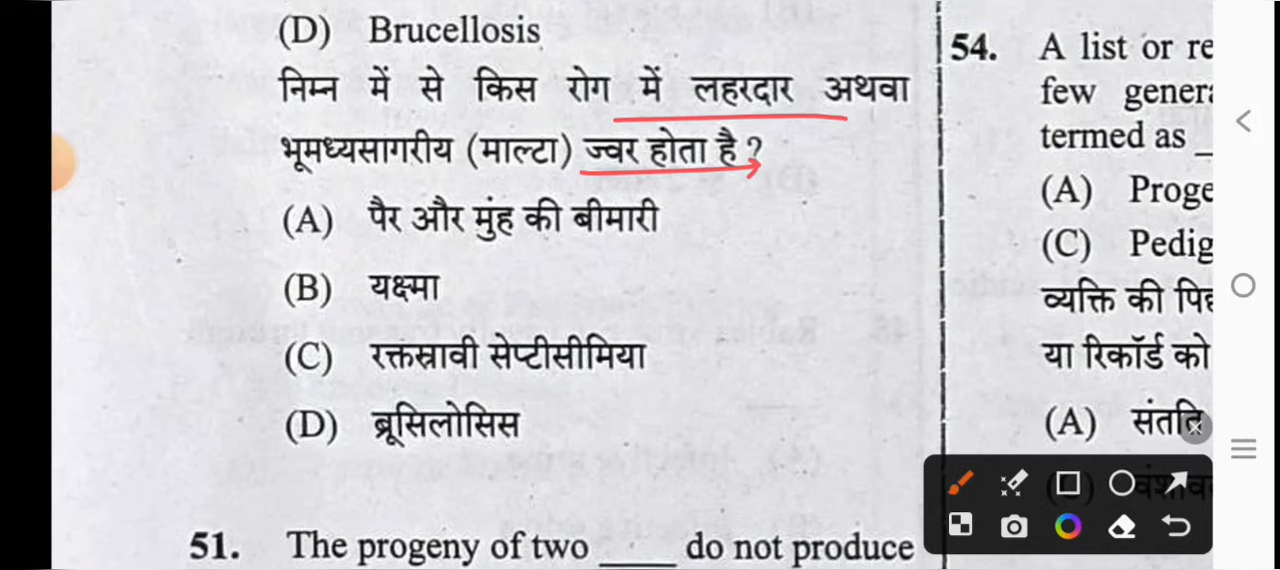 (D) Brucellosis
निम्न में से किस रोग में लहरदार अथवा
भूमध्यसागरीय (माल्टा) ज्वर होता है ?
(A) पैर और मुंह की बीमारी
(B) यक्ष्मा
(C) रक्तस्रावी सेप्टीसीमिया
(D) ब्रूसिलोसिस
51. The progeny of two ____ do not produce
54. A list or re
few genera
termed as _
(A) Proge
(C) Pedig
व्यक्ति की पि
या रिकॉर्ड को
(A) संतति